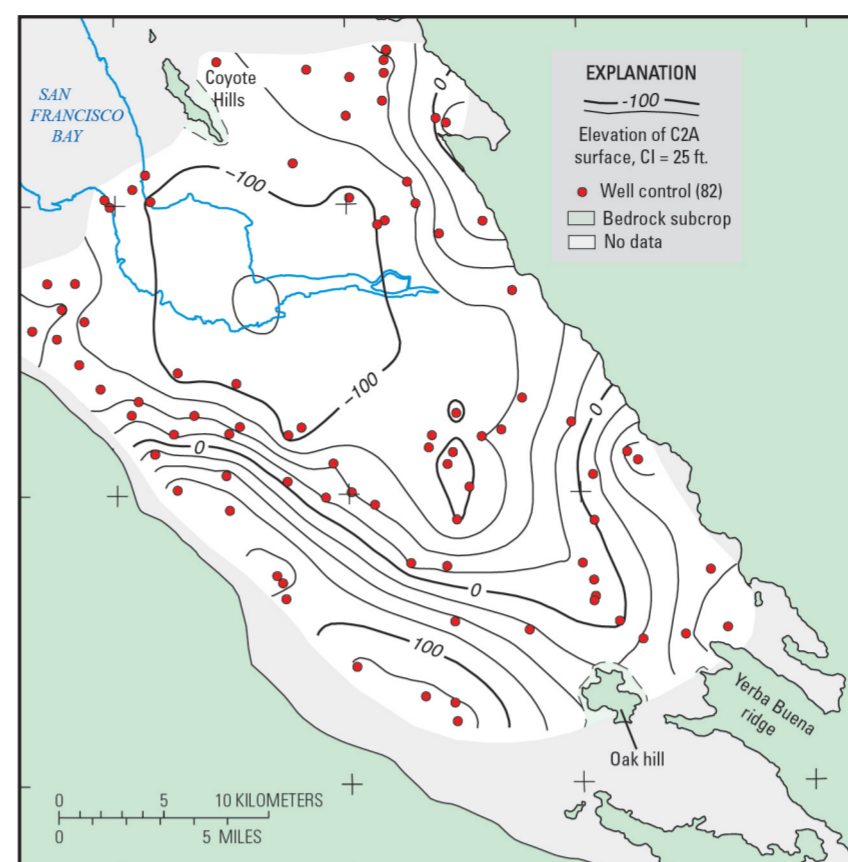 SAN
FRANCISCO
BAY
Coyote
Hills
EXPLANATION
-100
Elevation of C2A
surface, CI = 25 ft.
Well control (82)
Bedrock subcrop
No data
0
-100
-100
0
0
0
100
Yerba Buena
ridge
Oak hill
0 5 10 KILOMETERS
0 5 MILES